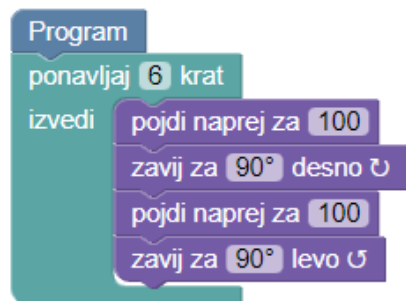 Program
ponavljaj 6 krat
izvedi pojdi naprej za 100
zavij za 90° desno ↻
pojdi naprej za 100
zavij za 90° levo ↺